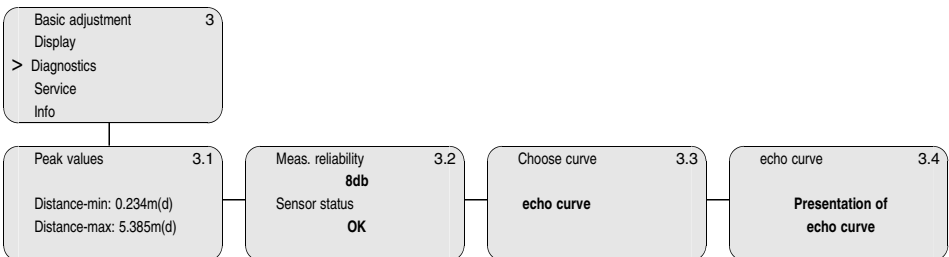 Basic adjustment 3
Display
> Diagnostics
Service
Info
Peak values 3.1
Distance-min: 0.234m(d)
Distance-max: 5.385m(d)
Meas. reliability 3.2
8db
Sensor status
OK
Choose curve 3.3
echo curve
echo curve 3.4
Presentation of
echo curve